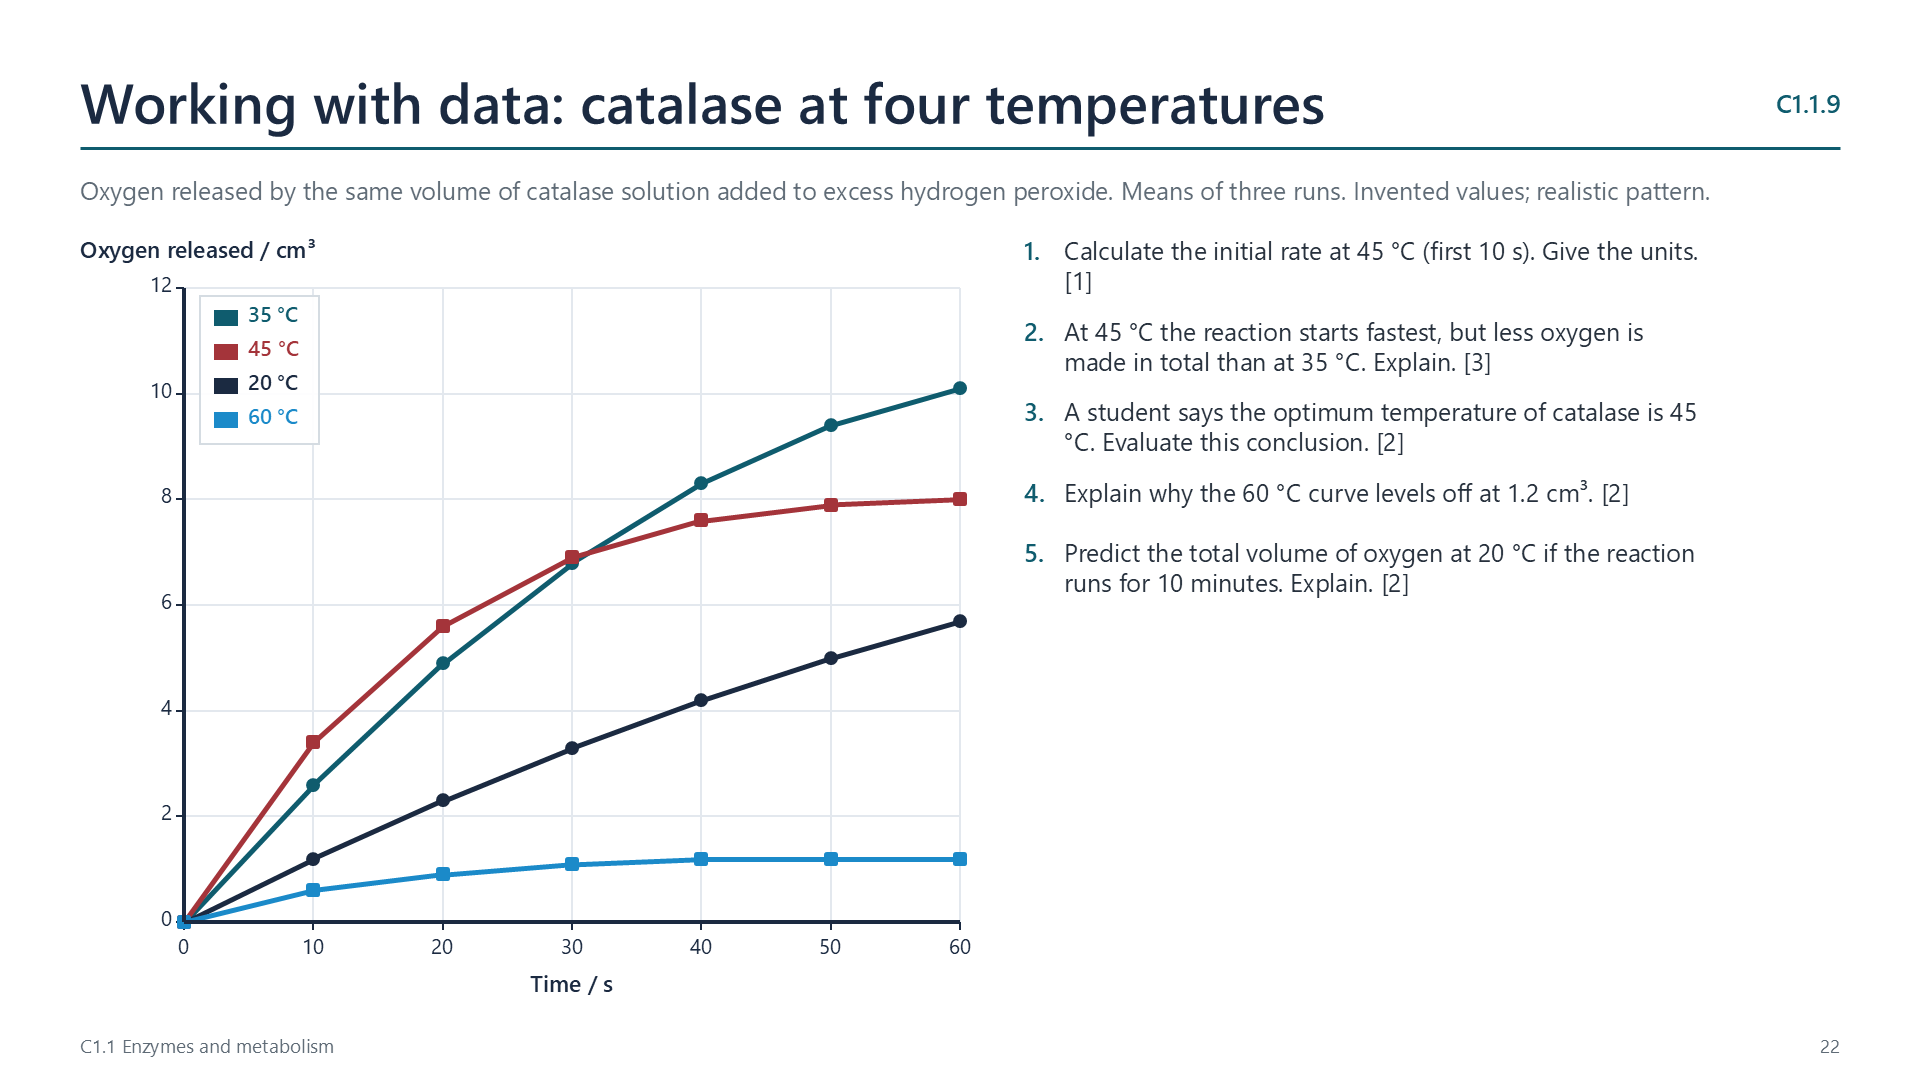 Working with data: catalase at four temperatures
C1.1.9
Oxygen released by the same volume of catalase solution added to excess hydrogen peroxide. Means of three runs. Invented values; realistic pattern.
Oxygen released / cm³
12
10
8
6
4
2
0
35 °C
45 °C
20 °C
60 °C
0
10
20
30
40
50
60
Time / s
1. Calculate the initial rate at 45 °C (first 10 s). Give the units.
[1]
2. At 45 °C the reaction starts fastest, but less oxygen is
made in total than at 35 °C. Explain. [3]
3. A student says the optimum temperature of catalase is 45
°C. Evaluate this conclusion. [2]
4. Explain why the 60 °C curve levels off at 1.2 cm³. [2]
5. Predict the total volume of oxygen at 20 °C if the reaction
runs for 10 minutes. Explain. [2]
C1.1 Enzymes and metabolism
22